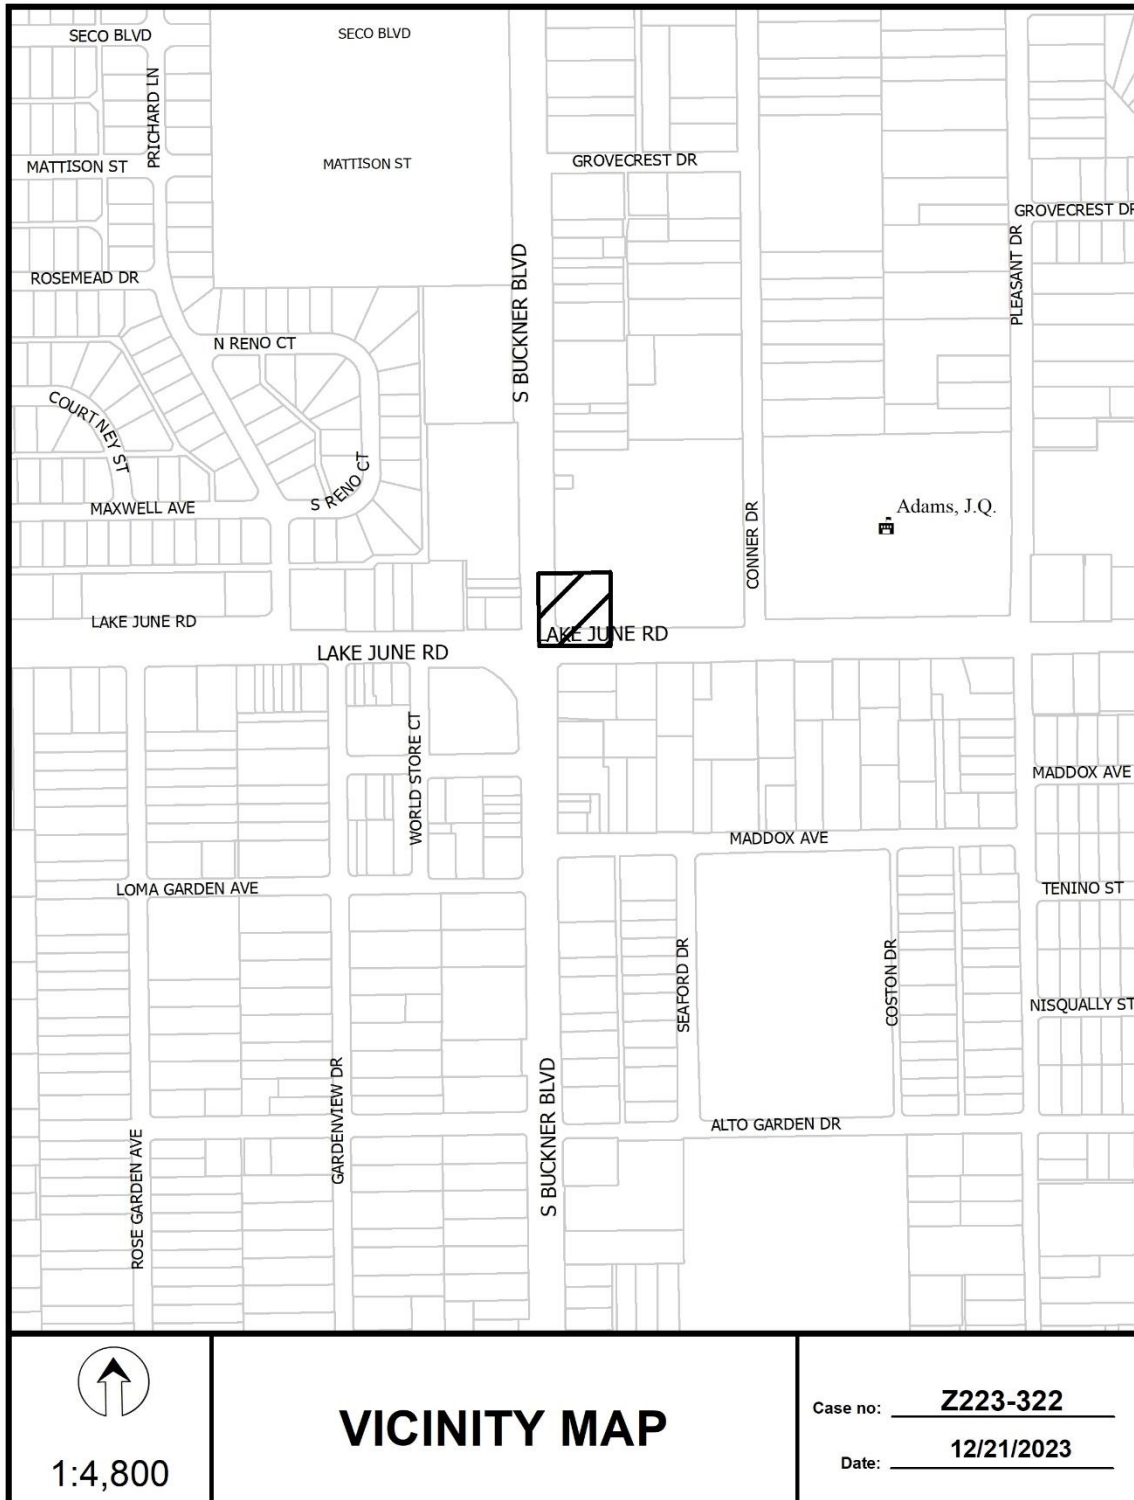 SECO BLVD
SECO BLVD
PRICHARD LN
MATTISON ST
MATTISON ST
GROVECREST DR
GROVECREST DR
PLEASANT DR
ROSEMEAD DR
S BUCKNER BLVD
N RENO CT
COURTNEY ST
S RENO CT
MAXWELL AVE
CONNER DR
Adams, J.Q.
LAKE JUNE RD
LAKE JUNE RD
LAKE JUNE RD
WORLD STORE CT
MADDOX AVE
MADDOX AVE
LOMA GARDEN AVE
TENINO ST
SEAFORD DR
COSTON DR
NISQUALLY ST
GARDENVIEW DR
S BUCKNER BLVD
ALTO GARDEN DR
ROSE GARDEN AVE
1:4,800
VICINITY MAP
Case no: Z223-322
Date: 12/21/2023